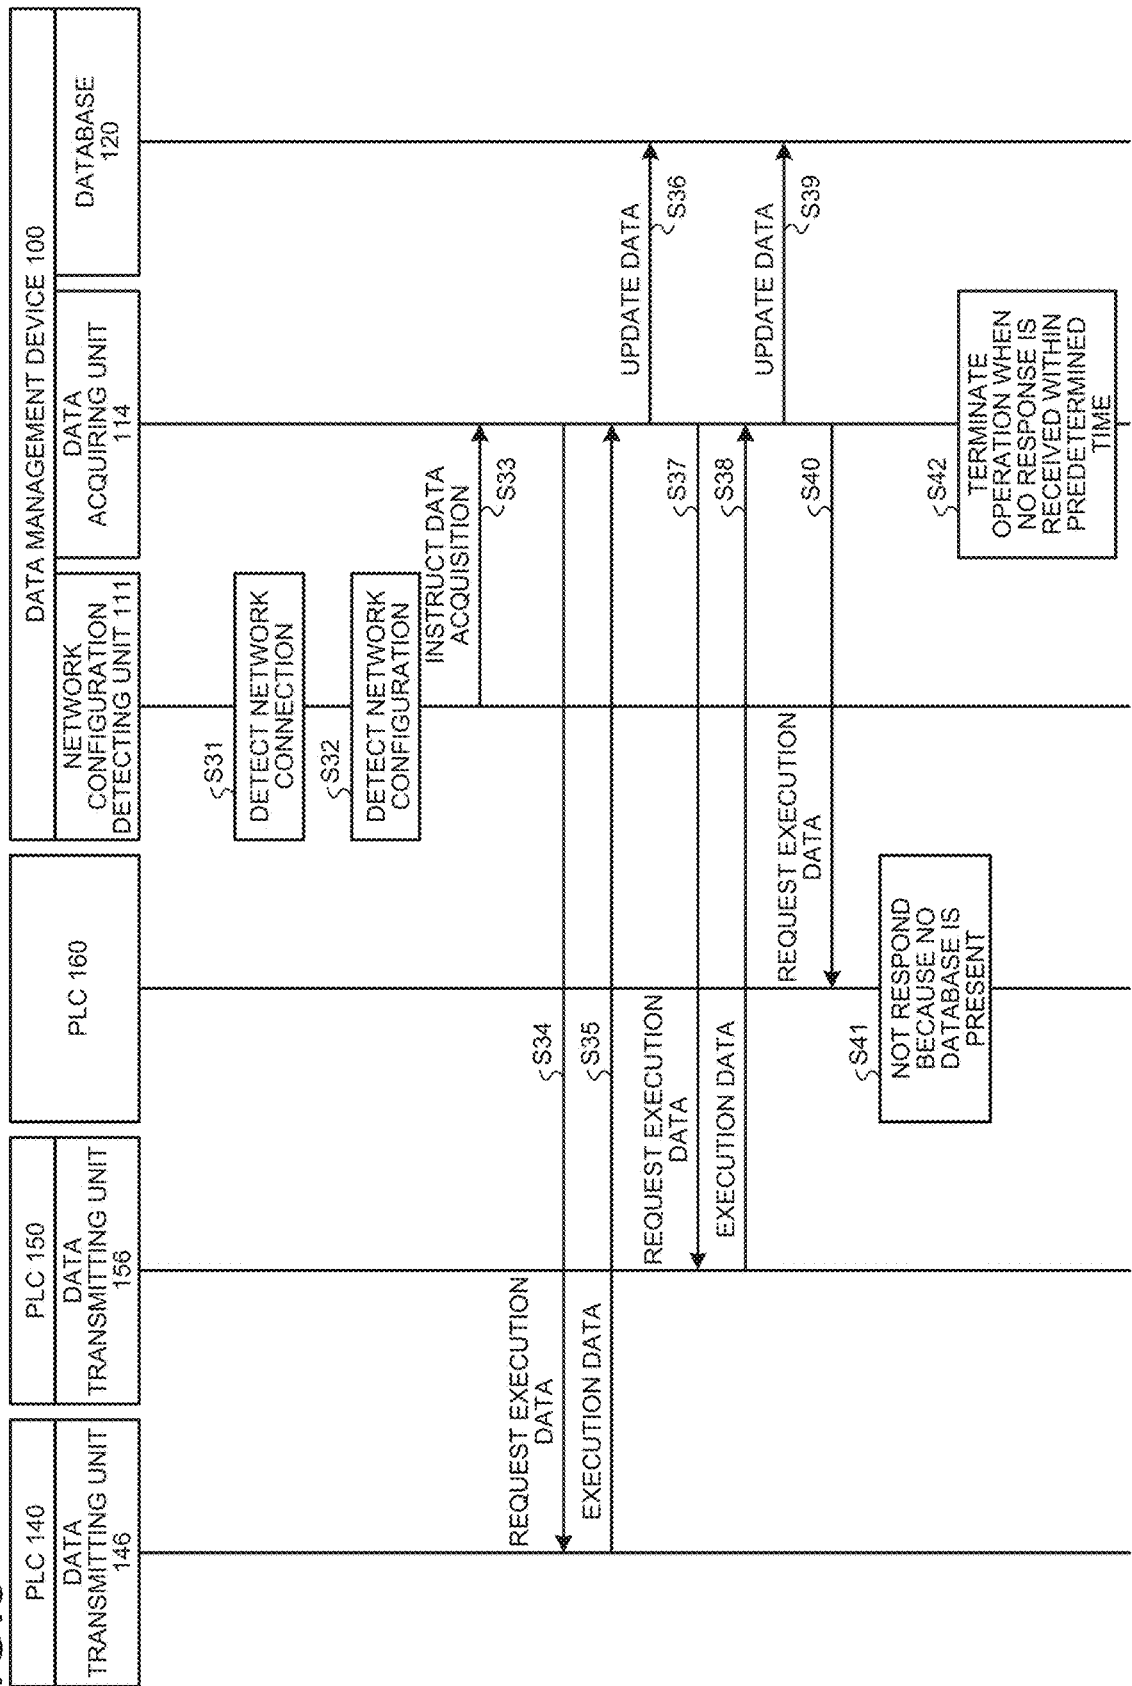 PLC 140
DATA
TRANSMITTING UNIT
146
PLC 150
DATA
TRANSMITTING UNIT
156
PLC 160
DATA MANAGEMENT DEVICE 100
NETWORK
CONFIGURATION
DETECTING UNIT 111
DATA
ACQUIRING UNIT
114
DATABASE
120
S31
DETECT NETWORK
CONNECTION
S32
DETECT NETWORK
CONFIGURATION
INSTRUCT DATA
ACQUISITION
S33
REQUEST EXECUTION
DATA
S34
EXECUTION DATA
S35
UPDATE DATA
S36
REQUEST EXECUTION
DATA
S37
EXECUTION DATA
S38
UPDATE DATA
S39
REQUEST EXECUTION
DATA
S40
S41
NOT RESPOND
BECAUSE NO
DATABASE IS
PRESENT
S42
TERMINATE
OPERATION WHEN
NO RESPONSE IS
RECEIVED WITHIN
PREDETERMINED
TIME